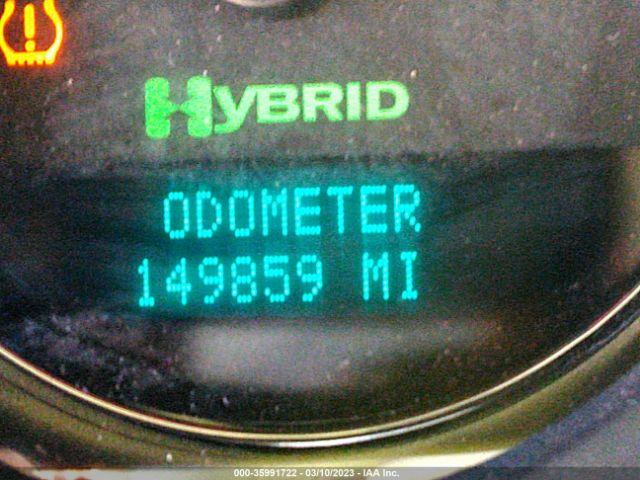 HYBRID
ODOMETER
149859 MI
000-35991722 - 03/10/2023 - IAA Inc.